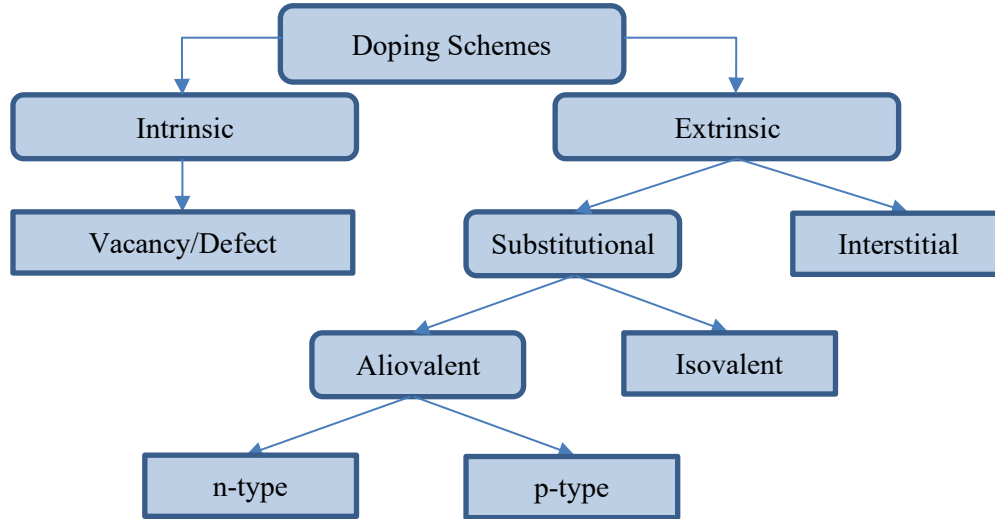 Doping Schemes
Intrinsic
Extrinsic
Vacancy/Defect
Substitutional
Interstitial
Aliovalent
Isovalent
n-type
p-type